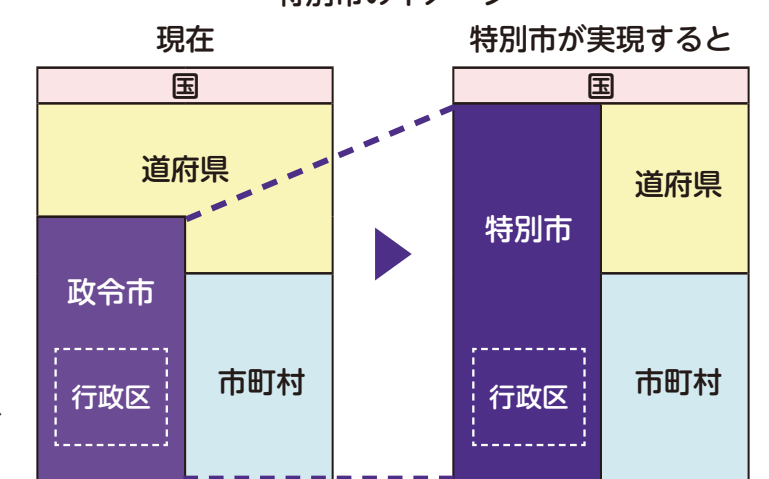 現在
特別市が実現すると
国
道府県
政令市
行政区
市町村
国
特別市
道府県
行政区
市町村